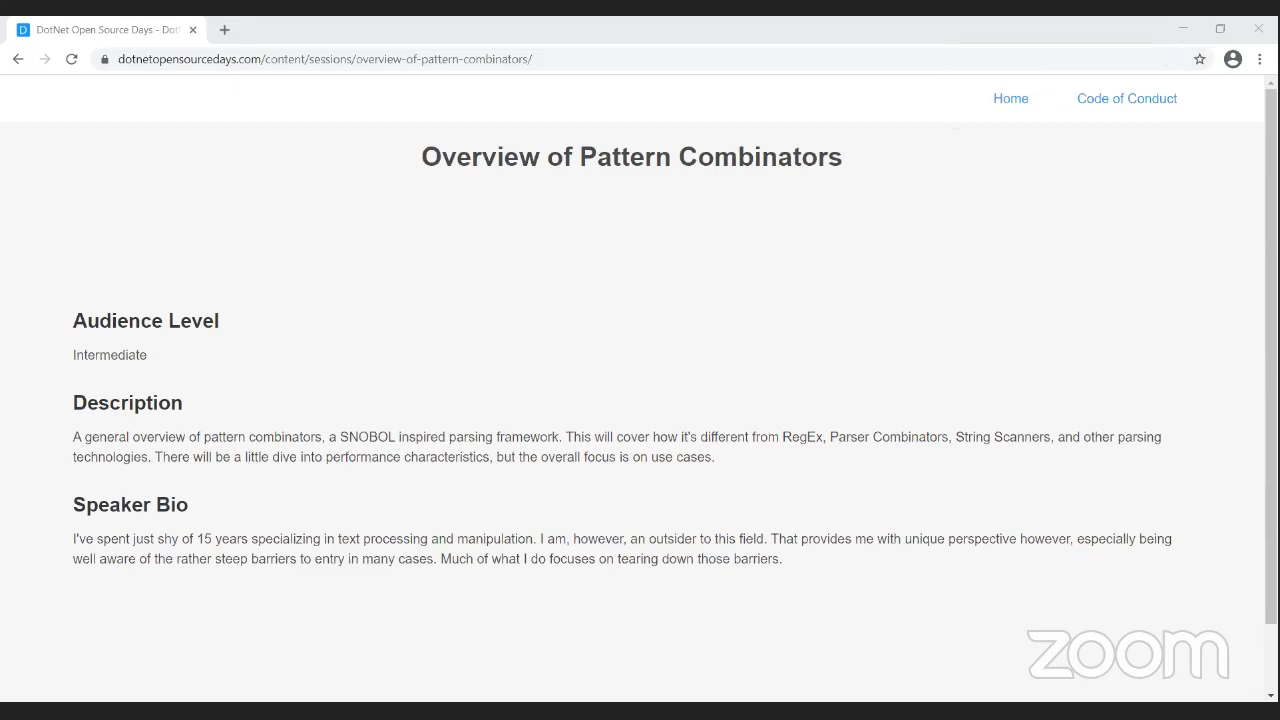 DotNet Open Source Days - Dot
dotnetopensourcedays.com/content/sessions/overview-of-pattern-combinators/
Home
Code of Conduct
Overview of Pattern Combinators
Audience Level
Intermediate
Description
A general overview of pattern combinators, a SNOBOL inspired parsing framework. This will cover how it's different from RegEx, Parser Combinators, String Scanners, and other parsing
technologies. There will be a little dive into performance characteristics, but the overall focus is on use cases.
Speaker Bio
I've spent just shy of 15 years specializing in text processing and manipulation. I am, however, an outsider to this field. That provides me with unique perspective however, especially being
well aware of the rather steep barriers to entry in many cases. Much of what I do focuses on tearing down those barriers.
zoom